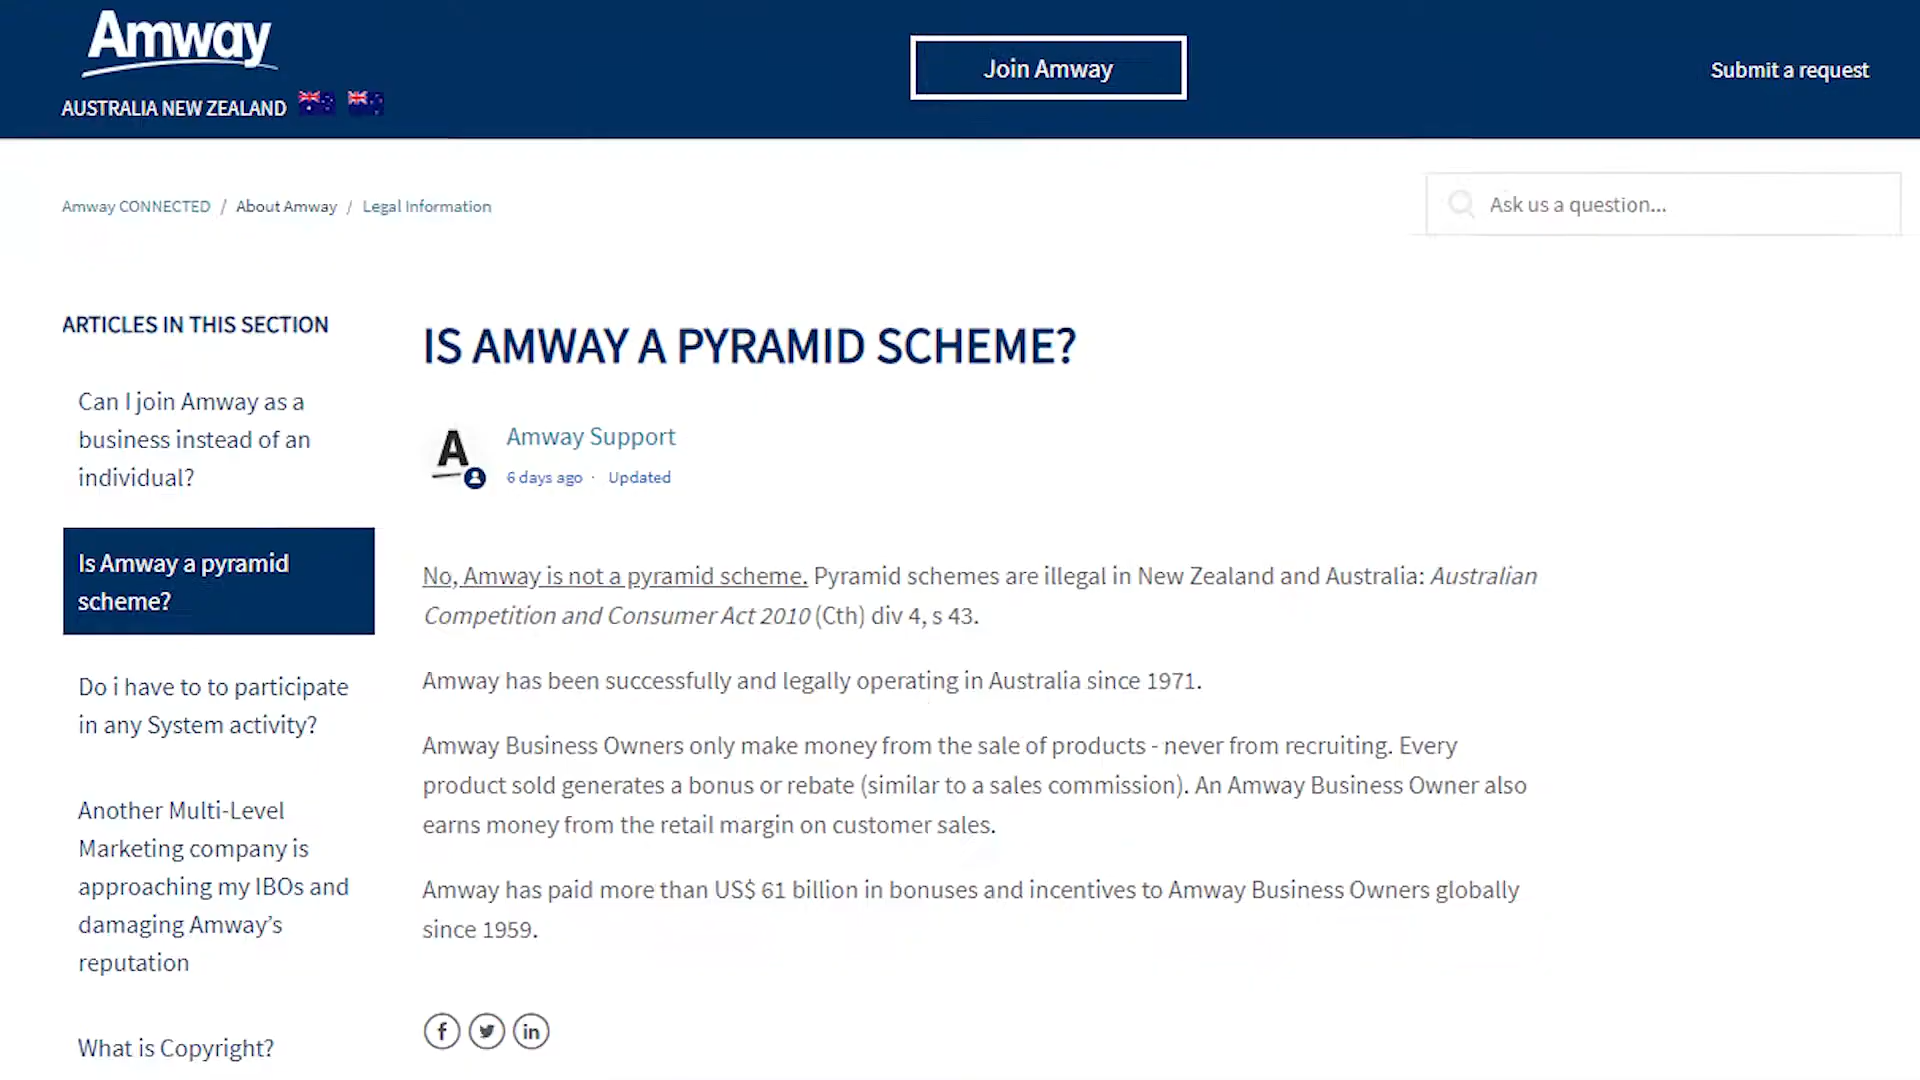 Amway
AUSTRALIA NEW ZEALAND
Join Amway
Submit a request
Amway CONNECTED / About Amway / Legal Information
Ask us a question...
ARTICLES IN THIS SECTION
Can I join Amway as a
business instead of an
individual?
Is Amway a pyramid
scheme?
Do i have to to participate
in any System activity?
Another Multi-Level
Marketing company is
approaching my IBOs and
damaging Amway’s
reputation
What is Copyright?
IS AMWAY A PYRAMID SCHEME?
A
Amway Support
6 days ago · Updated
No, Amway is not a pyramid scheme. Pyramid schemes are illegal in New Zealand and Australia: Australian
Competition and Consumer Act 2010 (Cth) div 4, s 43.
Amway has been successfully and legally operating in Australia since 1971.
Amway Business Owners only make money from the sale of products - never from recruiting. Every
product sold generates a bonus or rebate (similar to a sales commission). An Amway Business Owner also
earns money from the retail margin on customer sales.
Amway has paid more than US$ 61 billion in bonuses and incentives to Amway Business Owners globally
since 1959.
f
in